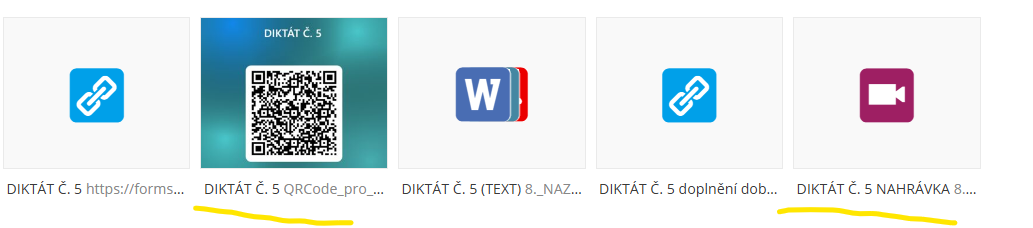 DIKTÁT Č. 5
W
DIKTÁT Č. 5 https://forms...
DIKTÁT Č. 5 QRCode_pro_...
DIKTÁT Č. 5 (TEXT) 8._NAZ...
DIKTÁT Č. 5 doplnění dob...
DIKTÁT Č. 5 NAHRÁVKA 8....